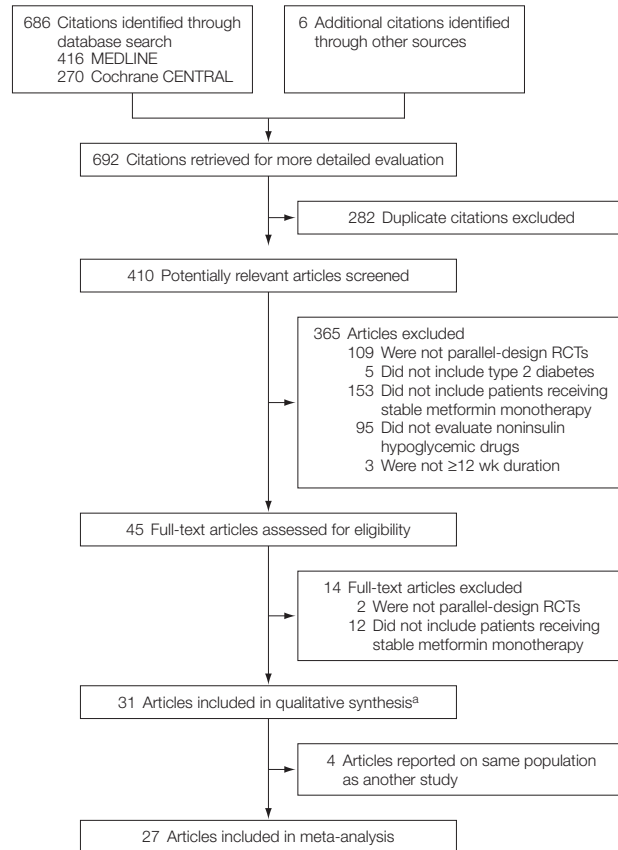 686 Citations identified through
database search
416 MEDLINE
270 Cochrane CENTRAL
6 Additional citations identified
through other sources
692 Citations retrieved for more detailed evaluation
282 Duplicate citations excluded
410 Potentially relevant articles screened
365 Articles excluded
109 Were not parallel-design RCTs
5 Did not include type 2 diabetes
153 Did not include patients receiving
stable metformin monotherapy
95 Did not evaluate noninsulin
hypoglycemic drugs
3 Were not ≥12 wk duration
45 Full-text articles assessed for eligibility
14 Full-text articles excluded
2 Were not parallel-design RCTs
12 Did not include patients receiving
stable metformin monotherapy
31 Articles included in qualitative synthesisª
4 Articles reported on same population
as another study
27 Articles included in meta-analysis